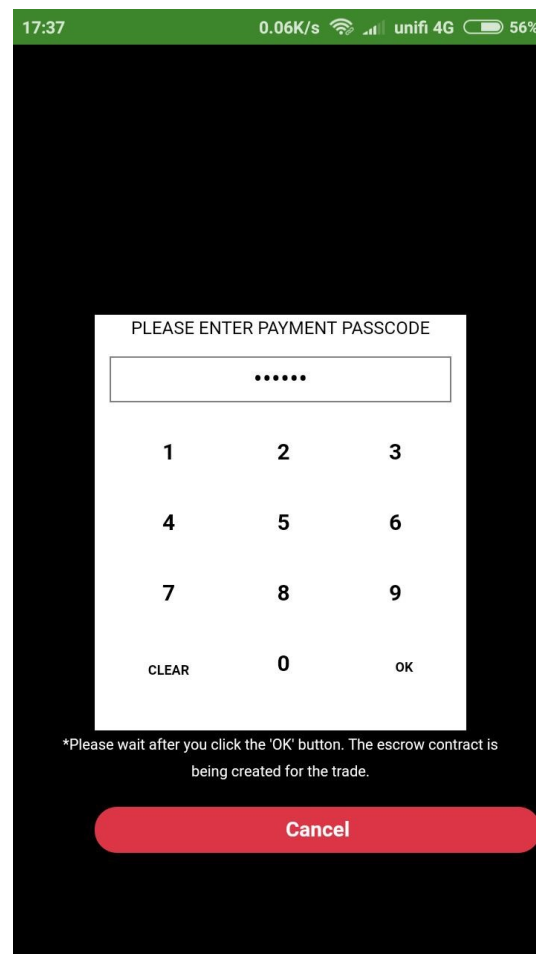 17:37 0.06K/s unifi 4G 56%
PLEASE ENTER PAYMENT PASSCODE
••••••
1 2 3
4 5 6
7 8 9
CLEAR 0 OK
*Please wait after you click the 'OK' button. The escrow contract is
being created for the trade.
Cancel